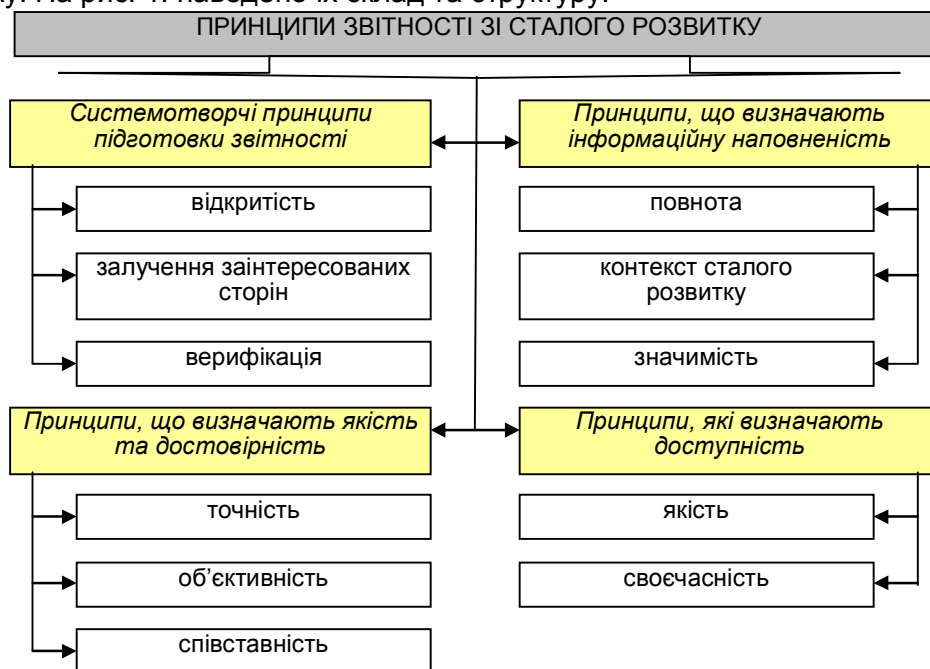 ПРИНЦИПИ ЗВІТНОСТІ ЗІ СТАЛОГО РОЗВИТКУ
Системотворчі принципи
підготовки звітності
відкритість
залучення заінтересованих
сторін
верифікація
Принципи, що визначають
інформаційну наповненість
повнота
контекст сталого
розвитку
значимість
Принципи, що визначають якість
та достовірність
точність
об’єктивність
співставність
Принципи, які визначають
доступність
якість
своєчасність